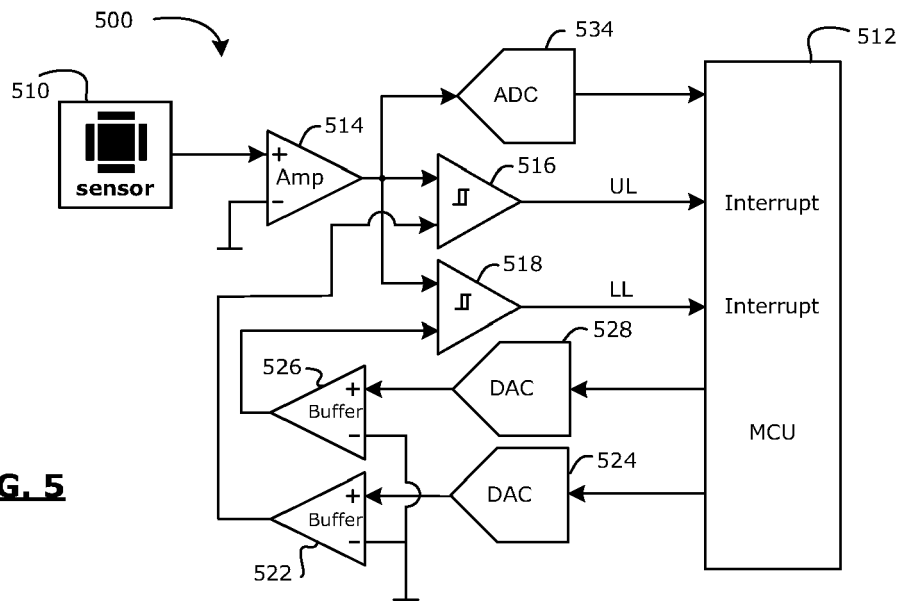 500
534
512
510
ADC
514
+
Amp
-
sensor
516
UL
Interrupt
518
LL
Interrupt
528
526
+
DAC
Buffer
-
MCU
524
G. 5
+
DAC
Buffer
-
522